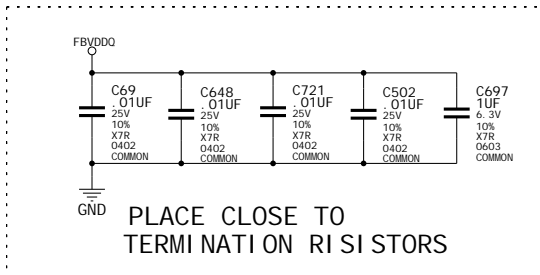 FBVDDQ
C69
.01UF
25V
10%
X7R
0402
COMMON
C648
.01UF
25V
10%
X7R
0402
COMMON
C721
.01UF
25V
10%
X7R
0402
COMMON
C502
.01UF
25V
10%
X7R
0402
COMMON
C697
1UF
6.3V
10%
X7R
0603
COMMON
GND
PLACE CLOSE TO
TERMINATION RISISTORS